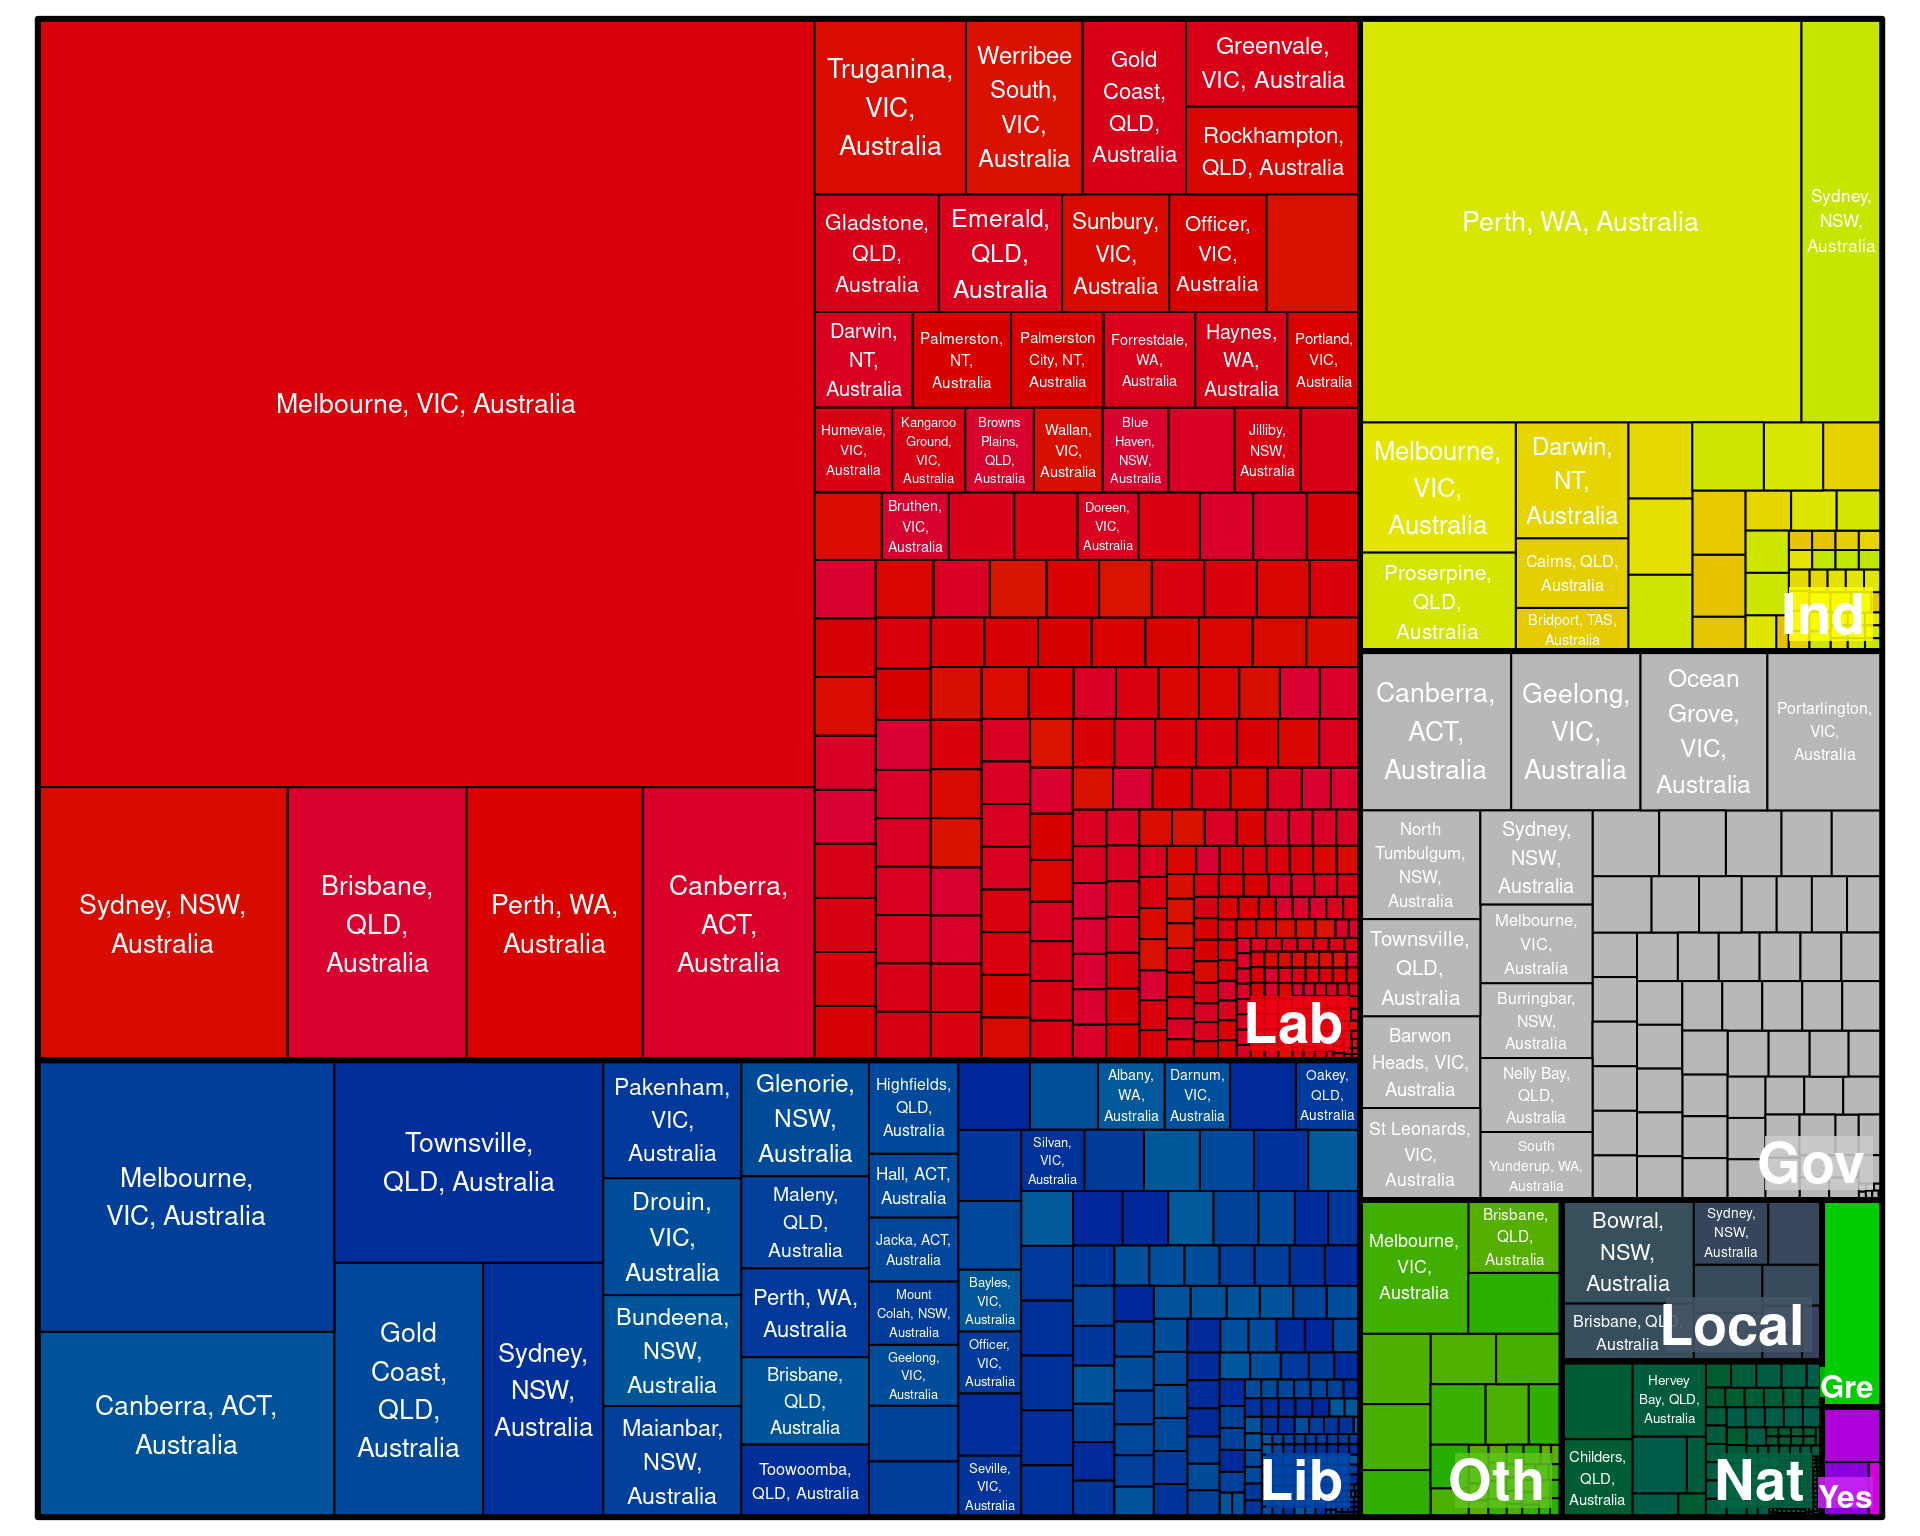 Melbourne, VIC, Australia
Sydney, NSW,
Australia
Brisbane,
QLD,
Australia
Perth, WA,
Australia
Canberra,
ACT,
Australia
Truganina,
VIC,
Australia
Werribee
South,
VIC,
Australia
Gold
Coast,
QLD,
Australia
Greenvale,
VIC, Australia
Rockhampton,
QLD, Australia
Gladstone,
QLD,
Australia
Emerald,
QLD,
Australia
Sunbury,
VIC,
Australia
Officer,
VIC,
Australia
Darwin,
NT,
Australia
Palmerston,
NT,
Australia
Palmerston
City, NT,
Australia
Forrestdale,
WA,
Australia
Haynes,
WA,
Australia
Portland,
VIC,
Australia
Humevale,
VIC,
Australia
Kangaroo
Ground,
VIC,
Australia
Browns
Plains,
QLD,
Australia
Wallan,
VIC,
Australia
Blue
Haven,
NSW,
Australia
Jilliby,
NSW,
Australia
Bruthen,
VIC,
Australia
Doreen,
VIC,
Australia
Lab
Melbourne,
VIC, Australia
Canberra, ACT,
Australia
Townsville,
QLD, Australia
Gold
Coast,
QLD,
Australia
Sydney,
NSW,
Australia
Pakenham,
VIC,
Australia
Drouin,
VIC,
Australia
Bundeena,
NSW,
Australia
Maianbar,
NSW,
Australia
Glenorie,
NSW,
Australia
Maleny,
QLD,
Australia
Perth, WA,
Australia
Brisbane,
QLD,
Australia
Toowoomba,
QLD, Australia
Highfields,
QLD,
Australia
Hall, ACT,
Australia
Jacka, ACT,
Australia
Mount
Colah, NSW,
Australia
Geelong,
VIC,
Australia
Albany,
WA,
Australia
Darnum,
VIC,
Australia
Oakey,
QLD,
Australia
Silvan,
VIC,
Australia
Bayles,
VIC,
Australia
Officer,
VIC,
Australia
Seville,
VIC,
Australia
Lib
Perth, WA, Australia
Sydney,
NSW,
Australia
Melbourne,
VIC,
Australia
Proserpine,
QLD,
Australia
Darwin,
NT,
Australia
Cairns, QLD,
Australia
Bridport, TAS,
Australia
Ind
Canberra,
ACT,
Australia
Geelong,
VIC,
Australia
Ocean
Grove,
VIC,
Australia
Portarlington,
VIC,
Australia
North
Tumbulgum,
NSW,
Australia
Townsville,
QLD,
Australia
Barwon
Heads, VIC,
Australia
St Leonards,
VIC,
Australia
Sydney,
NSW,
Australia
Melbourne,
VIC,
Australia
Burringbar,
NSW,
Australia
Nelly Bay,
QLD,
Australia
South
Yunderup, WA,
Australia
Gov
Melbourne,
VIC,
Australia
Brisbane,
QLD,
Australia
Oth
Bowral,
NSW,
Australia
Sydney,
NSW,
Australia
Brisbane, QLD,
Australia
Local
Hervey
Bay, QLD,
Australia
Childers,
QLD,
Australia
Nat
Gre
Yes